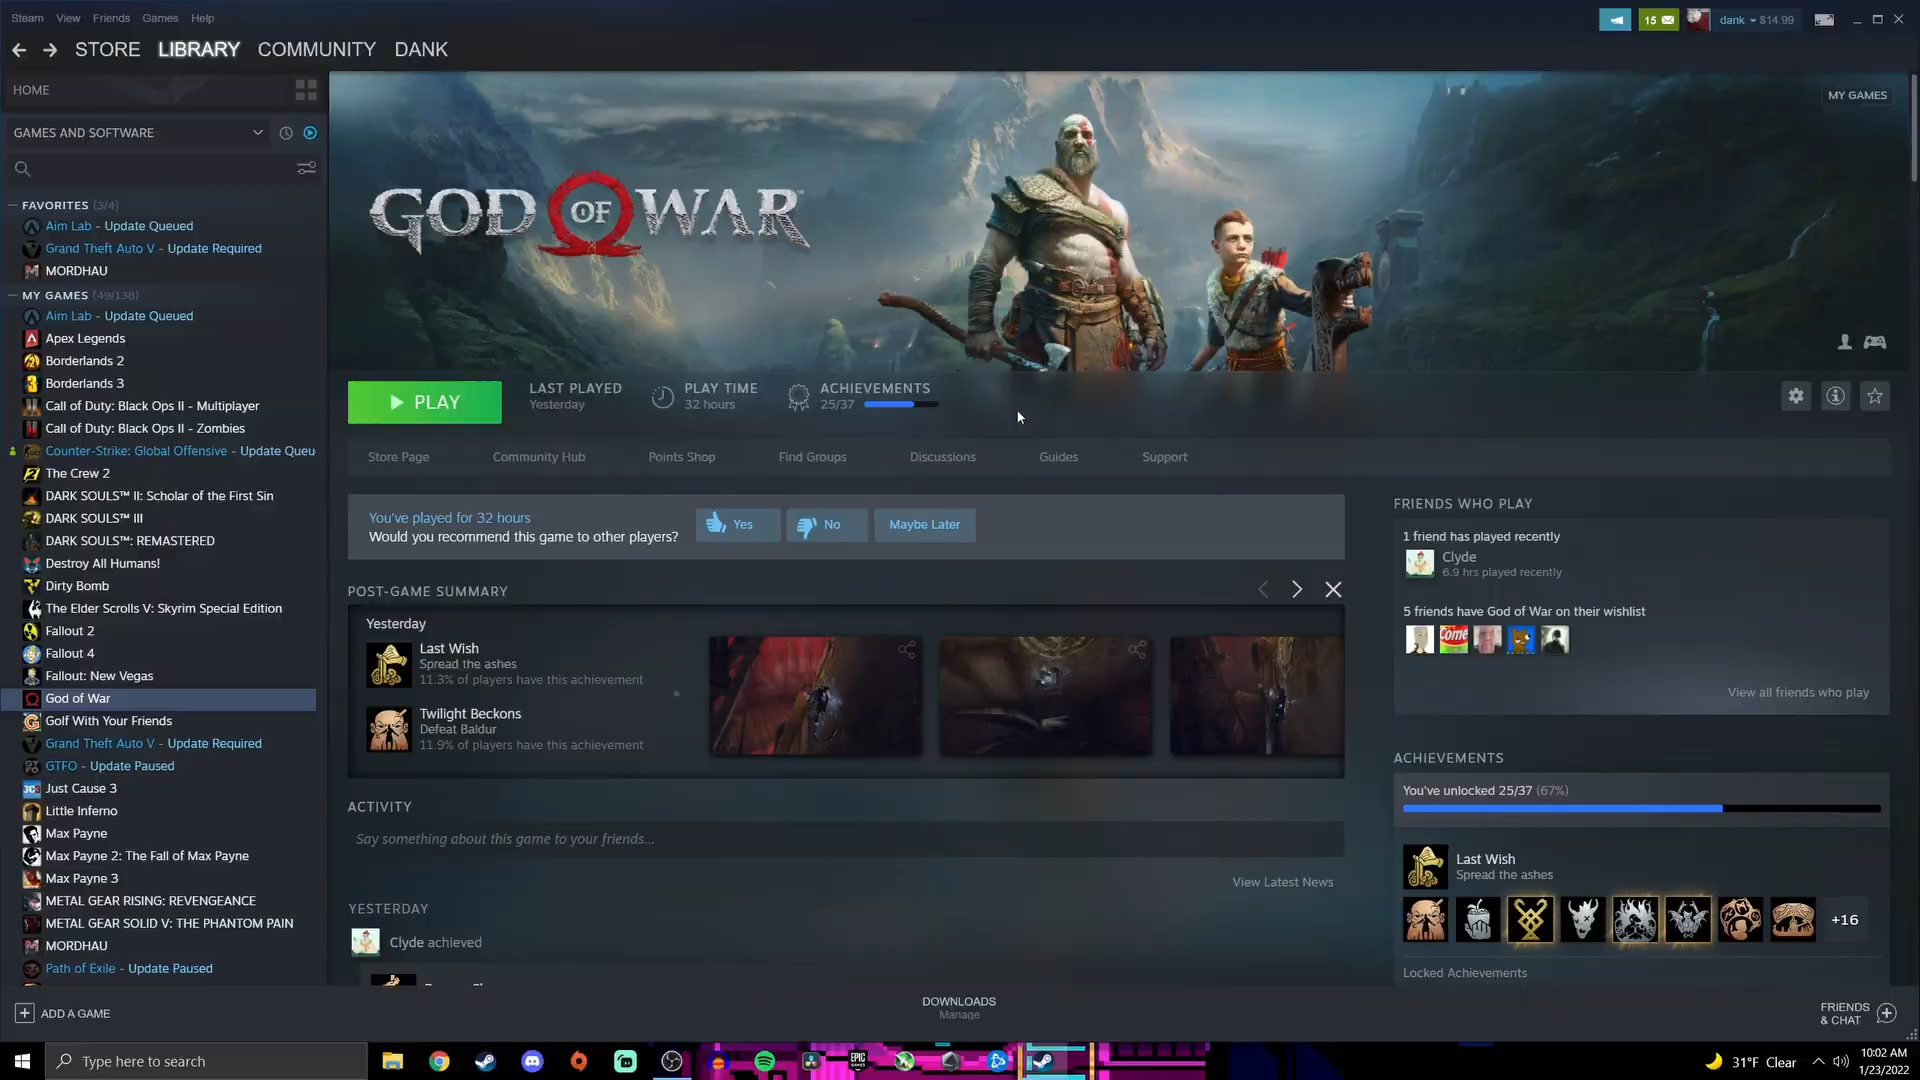 Steam View Friends Games Help
15
dank $14.99
STORE LIBRARY COMMUNITY DANK
HOME
GAMES AND SOFTWARE
FAVORITES (3/4)
Aim Lab - Update Queued
Grand Theft Auto V - Update Required
MORDHAU
MY GAMES (49/138)
Aim Lab - Update Queued
Apex Legends
Borderlands 2
Borderlands 3
Call of Duty: Black Ops II - Multiplayer
Call of Duty: Black Ops II - Zombies
Counter-Strike: Global Offensive - Update Queu
The Crew 2
DARK SOULS™ II: Scholar of the First Sin
DARK SOULS™ III
DARK SOULS™: REMASTERED
Destroy All Humans!
Dirty Bomb
The Elder Scrolls V: Skyrim Special Edition
Fallout 2
Fallout 4
Fallout: New Vegas
God of War
Golf With Your Friends
Grand Theft Auto V - Update Required
GTFO - Update Paused
Just Cause 3
Little Inferno
Max Payne
Max Payne 2: The Fall of Max Payne
Max Payne 3
METAL GEAR RISING: REVENGEANCE
METAL GEAR SOLID V: THE PHANTOM PAIN
MORDHAU
Path of Exile - Update Paused
ADD A GAME
MY GAMES
GOD OF WAR™
PLAY
LAST PLAYED
Yesterday
PLAY TIME
32 hours
ACHIEVEMENTS
25/37
Store Page Community Hub Points Shop Find Groups Discussions Guides Support
You've played for 32 hours
Would you recommend this game to other players?
Yes No Maybe Later
POST-GAME SUMMARY
Yesterday
Last Wish
Spread the ashes
11.3% of players have this achievement
Twilight Beckons
Defeat Baldur
11.9% of players have this achievement
ACTIVITY
Say something about this game to your friends...
View Latest News
YESTERDAY
Clyde achieved
FRIENDS WHO PLAY
1 friend has played recently
Clyde
6.9 hrs played recently
5 friends have God of War on their wishlist
Come
View all friends who play
ACHIEVEMENTS
You've unlocked 25/37 (67%)
Last Wish
Spread the ashes
+16
Locked Achievements
DOWNLOADS
Manage
FRIENDS
& CHAT
Type here to search
EPIC
GAMES
31°F Clear
10:02 AM
1/23/2022